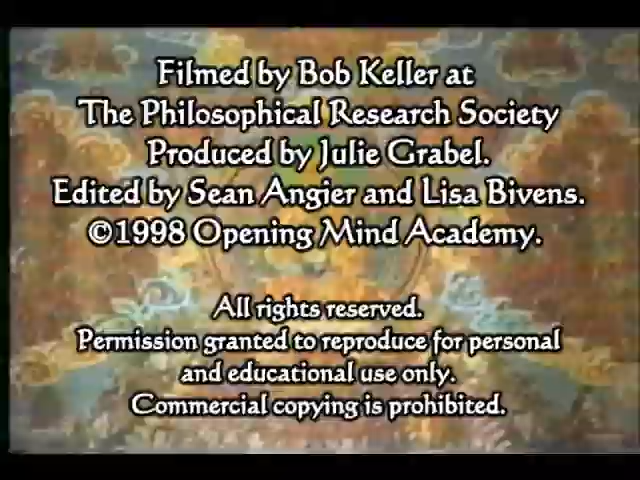 Filmed by Bob Keller at
The Philosophical Research Society
Produced by Julie Grabel.
Edited by Sean Angier and Lisa Bivens.
©1998 Opening Mind Academy.
All rights reserved.
Permission granted to reproduce for personal
and educational use only.
Commercial copying is prohibited.